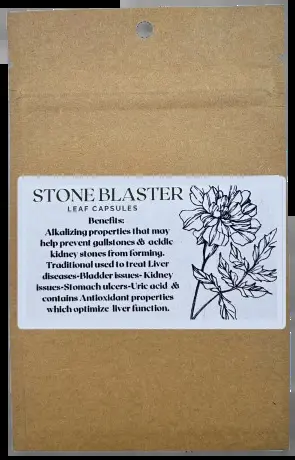 STONE BLASTER
LEAF CAPSULES
Benefits:
Alkalizing properties that may
help prevent gallstones & acidic
kidney stones from forming.
Traditional used to treat Liver
diseases-Bladder issues- Kidney
issues-Stomach ulcers-Uric acid &
contains Antioxidant properties
which optimize liver function.